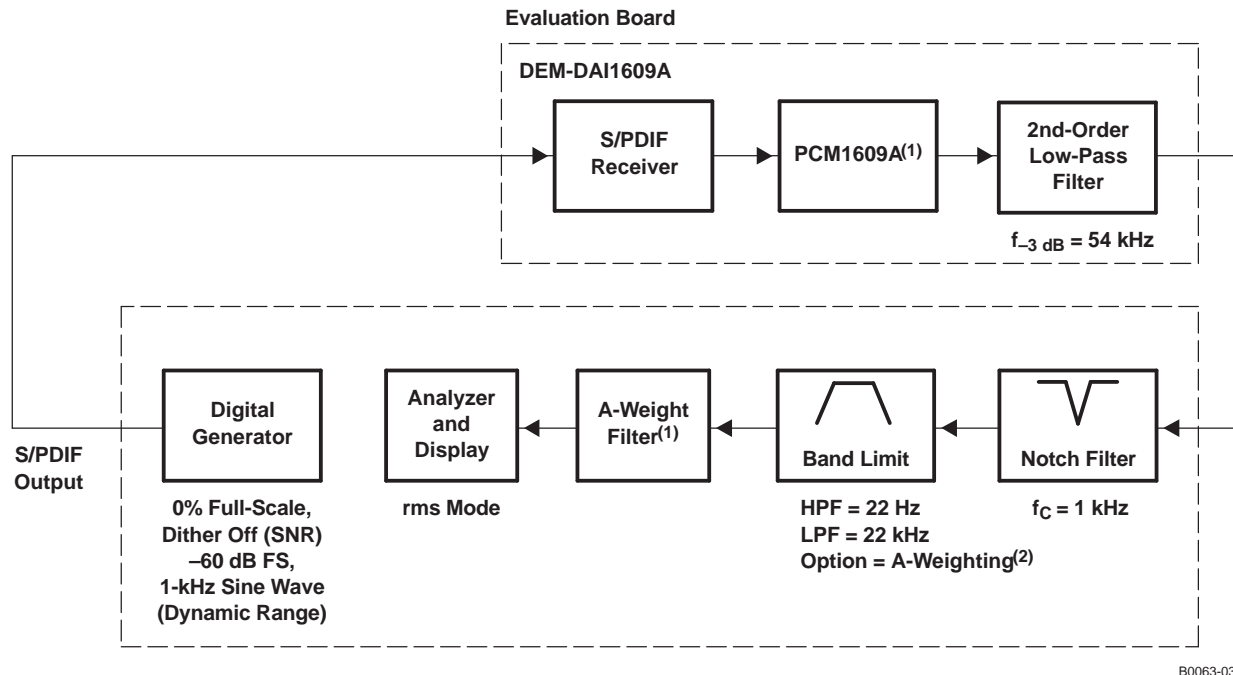 Evaluation Board
DEM-DAI1609A
S/PDIF
Receiver
PCM1609A(1)
2nd-Order
Low-Pass
Filter
f–3 dB = 54 kHz
S/PDIF
Output
Digital
Generator
0% Full-Scale,
Dither Off (SNR)
–60 dB FS,
1-kHz Sine Wave
(Dynamic Range)
Analyzer
and
Display
rms Mode
A-Weight
Filter(1)
Band Limit
HPF = 22 Hz
LPF = 22 kHz
Option = A-Weighting(2)
Notch Filter
fC = 1 kHz
B0063-03